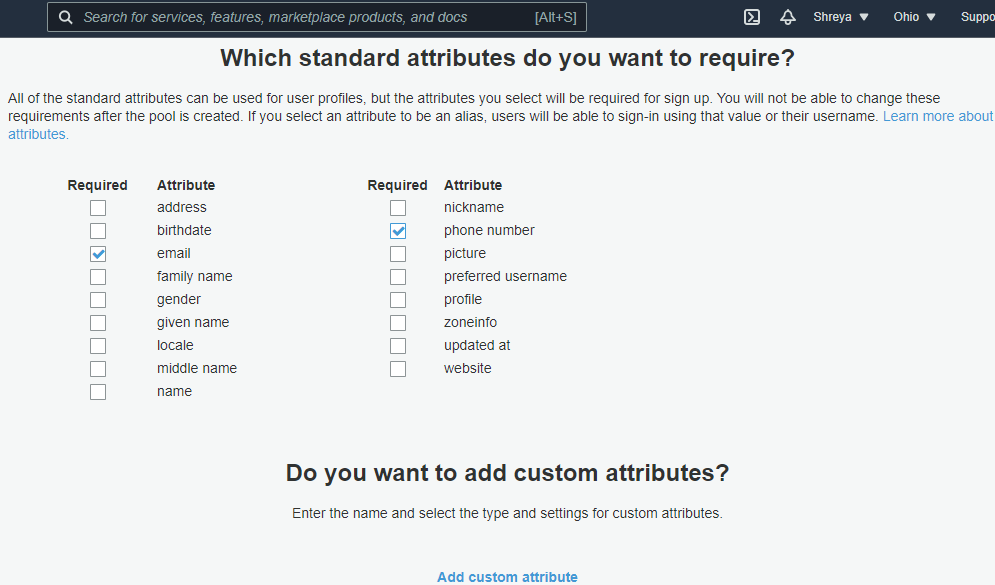 Search for services, features, marketplace products, and docs [Alt+S] Shreya Ohio
Which standard attributes do you want to require?
All of the standard attributes can be used for user profiles, but the attributes you select will be required for sign up. You will not be able to change these
requirements after the pool is created. If you select an attribute to be an alias, users will be able to sign-in using that value or their username. Learn more about
attributes.
Required Attribute Required Attribute
address nickname
birthdate phone number
email picture
family name preferred username
gender profile
given name zoneinfo
locale updated at
middle name website
name
Do you want to add custom attributes?
Enter the name and select the type and settings for custom attributes.
Add custom attribute